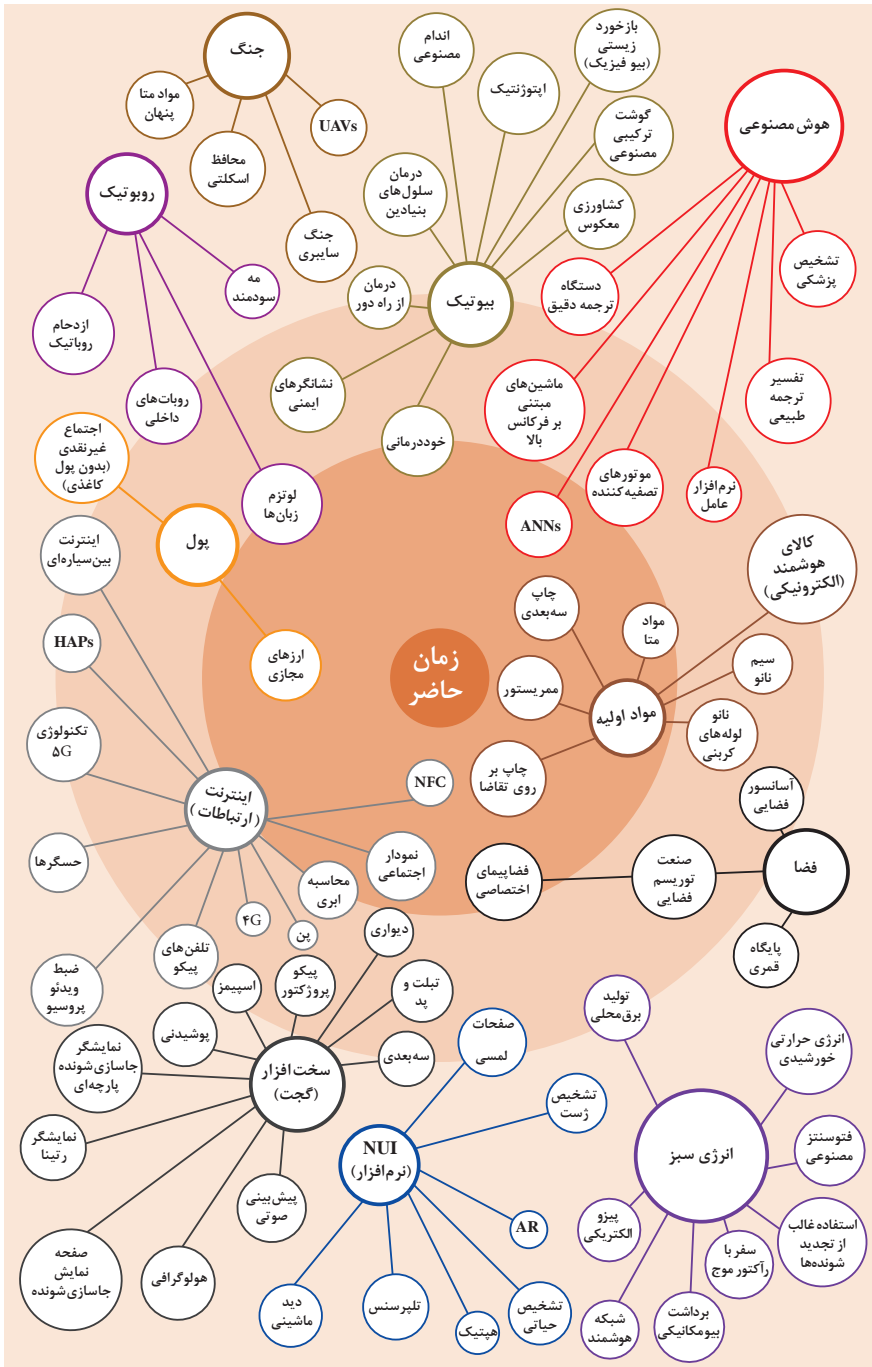 جنگ
مواد متا
پنهان
محافظ
اسکلتی
جنگ
سایبری
UAVs
روبوتیک
ازدحام
روباتیک
روبات‌های
داخلی
لوتزم
زبان‌ها
مه
سودمند
بیوتیک
اندام
مصنوعی
اپتوژنتیک
بازخورد
زیستی
(بیو فیزیک)
گوشت
ترکیبی
مصنوعی
کشاورزی
معکوس
درمان
سلول‌های
بنیادین
درمان
از راه دور
نشانگرهای
ایمنی
خوددرمانی
هوش مصنوعی
تشخیص
پزشکی
تفسیر
ترجمه
طبیعی
نرم‌افزار
عامل
موتورهای
تصفیه‌کننده
ANNs
ماشین‌های
مبتنی
بر فرکانس
بالا
دستگاه
ترجمه دقیق
پول
اجتماع
غیرنقدی
(بدون پول
کاغذی)
ارزهای
مجازی
زمان
حاضر
مواد اولیه
چاپ
سه‌بعدی
مواد
متا
کالای
هوشمند
(الکترونیکی)
سیم
نانو
نانو
لوله‌های
کربنی
ممریستور
چاپ بر
روی تقاضا
اینترنت
(ارتباطات)
اینترنت
بین‌سیاره‌ای
HAPs
تکنولوژی
۵G
حسگرها
ضبط
ویدئو
پروسیو
تلفن‌های
پیکو
۴G
پن
محاسبه
ابری
نمودار
اجتماعی
NFC
فضا
آسانسور
فضایی
صنعت
توریسم
فضایی
فضاپیمای
اختصاصی
پایگاه
قمری
سخت‌افزار
(گجت)
دیواری
پیکو
پروژکتور
اسپیمز
تبلت و
پد
پوشیدنی
سه‌بعدی
نمایشگر
جاسازی‌شونده
پارچه‌ای
نمایشگر
رتینا
صفحه
نمایش
جاسازی‌شونده
هولوگرافی
پیش‌بینی
صوتی
NUI
(نرم‌افزار)
صفحات
لمسی
تشخیص
ژست
AR
تشخیص
حیاتی
هپتیک
تلپرسنس
دید
ماشینی
انرژی سبز
تولید
برق‌محلی
انرژی حرارتی
خورشیدی
فتوسنتز
مصنوعی
استفاده غالب
از تجدید
شونده‌ها
سفر با
رآکتور موج
برداشت
بیومکانیکی
شبکه
هوشمند
پیزو
الکتریکی